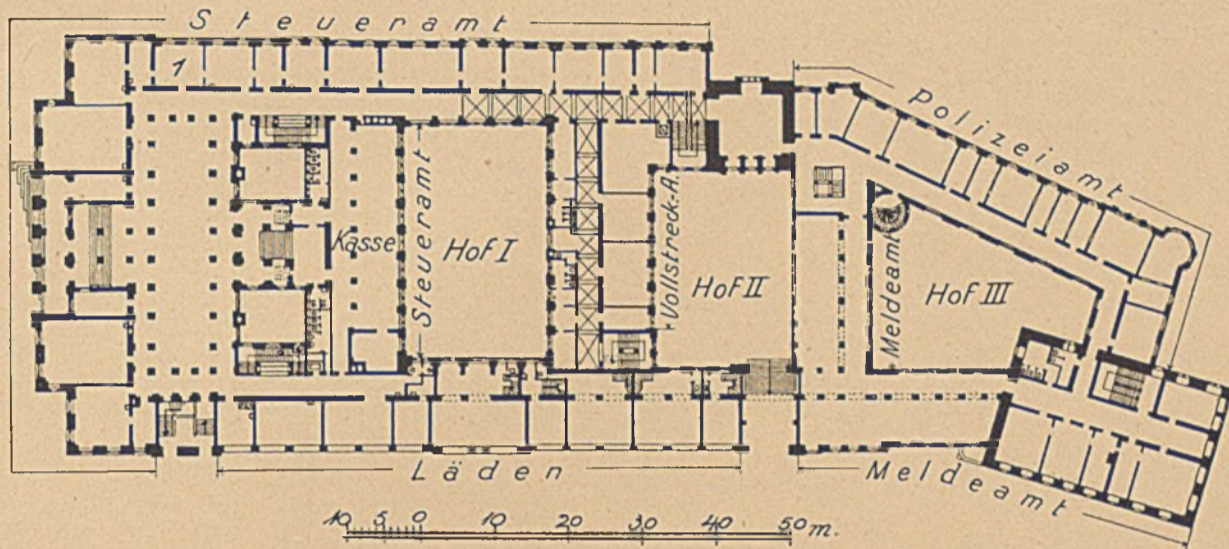 Steueramt
1
Polizeiamt
Kasse
Steueramt
Hof I
Vollstreck.-A.
Hof II
Meldeamt
Hof III
Läden
Meldeamt
10 5 0 10 20 30 40 50 m.